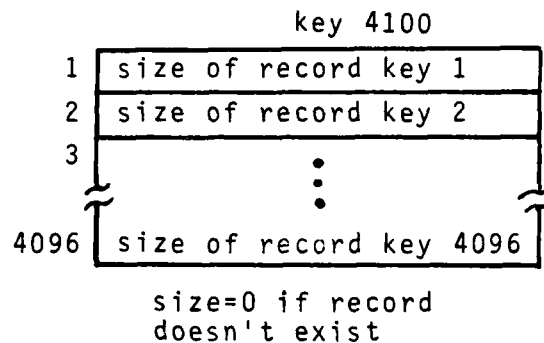 key 4100
1 size of record key 1
2 size of record key 2
3
4096 size of record key 4096
size=0 if record
doesn't exist